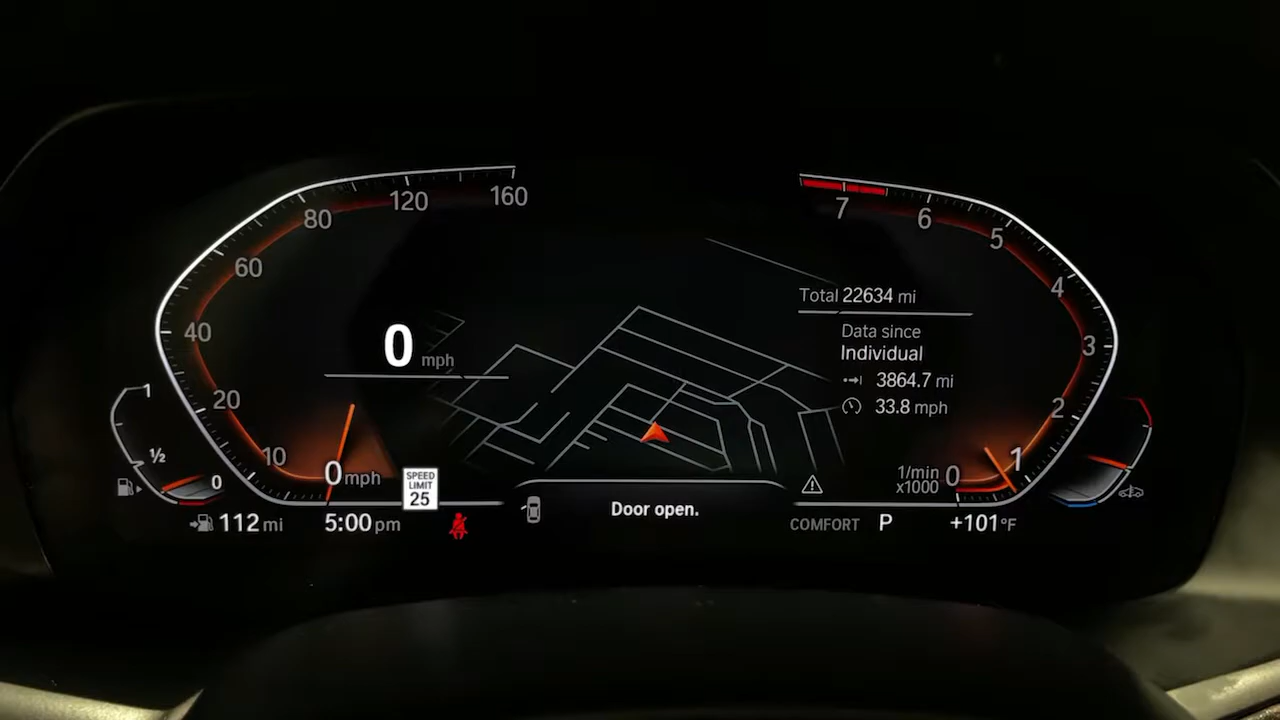 160
120
80
60
40
20
10
0 mph
0 mph
1
½
0
112 mi
5:00 pm
SPEED
LIMIT
25
Door open.
Total 22634 mi
Data since
Individual
3864.7 mi
33.8 mph
7
6
5
4
3
2
1
0
1/min
x1000
COMFORT P
+101°F